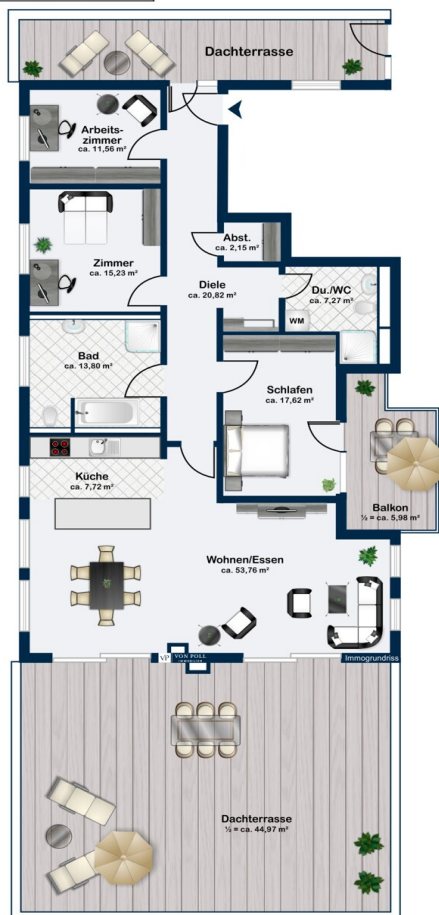 Dachterrasse
Arbeits-
zimmer
ca. 11,56 m²
Abst.
ca. 2,15 m²
Zimmer
ca. 15,23 m²
Diele
ca. 20,82 m²
Du./WC
ca. 7,27 m²
WM
Bad
ca. 13,80 m²
Schlafen
ca. 17,62 m²
Küche
ca. 7,72 m²
Balkon
½ = ca. 5,98 m²
Wohnen/Essen
ca. 53,76 m²
VP VON POLL
IMMOBILIEN
Immogrundriss
Dachterrasse
½ = ca. 44,97 m²